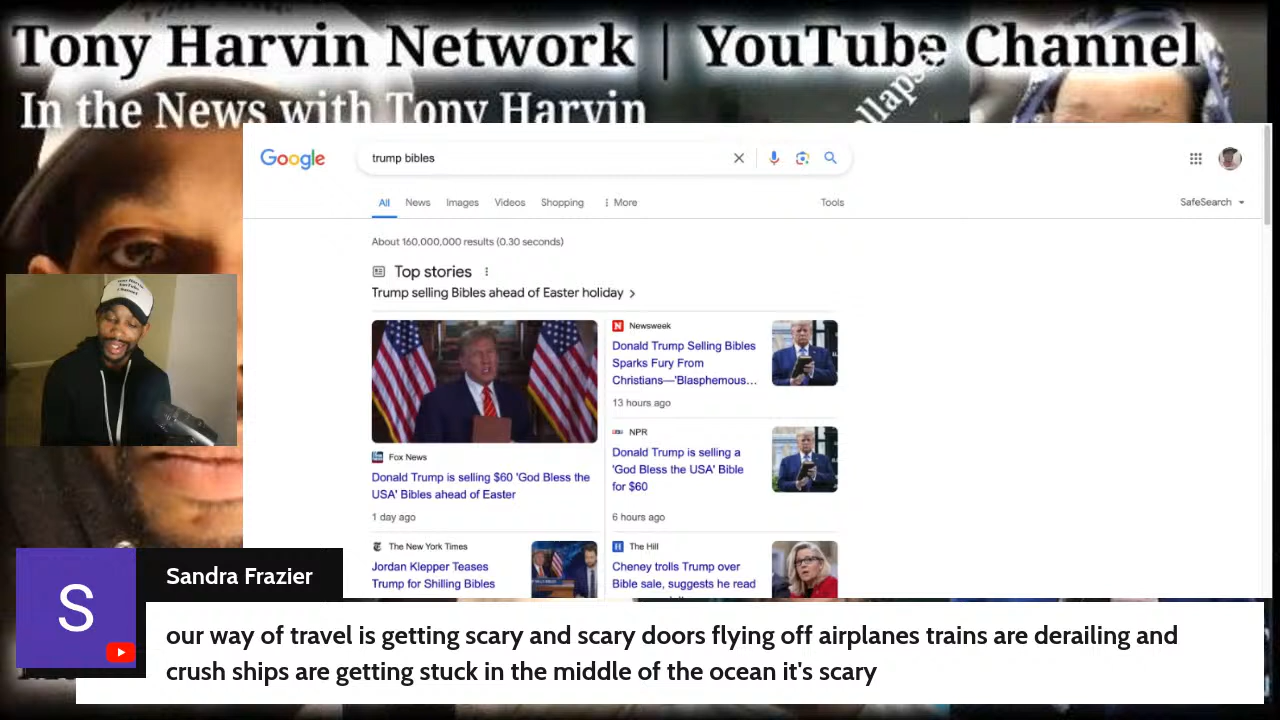 Tony Harvin Network | YouTube Channel
In the News with Tony Harvin
Google
trump bibles
All News Images Videos Shopping More Tools
SafeSearch
About 160,000,000 results (0.30 seconds)
Top stories
Trump selling Bibles ahead of Easter holiday
Fox News
Donald Trump is selling $60 'God Bless the
USA' Bibles ahead of Easter
1 day ago
Newsweek
Donald Trump Selling Bibles
Sparks Fury From
Christians—'Blasphemous...
13 hours ago
NPR
Donald Trump is selling a
'God Bless the USA' Bible
for $60
6 hours ago
The New York Times
Jordan Klepper Teases
Trump for Shilling Bibles
The Hill
Cheney trolls Trump over
Bible sale, suggests he read
S
Sandra Frazier
our way of travel is getting scary and scary doors flying off airplanes trains are derailing and
crush ships are getting stuck in the middle of the ocean it's scary